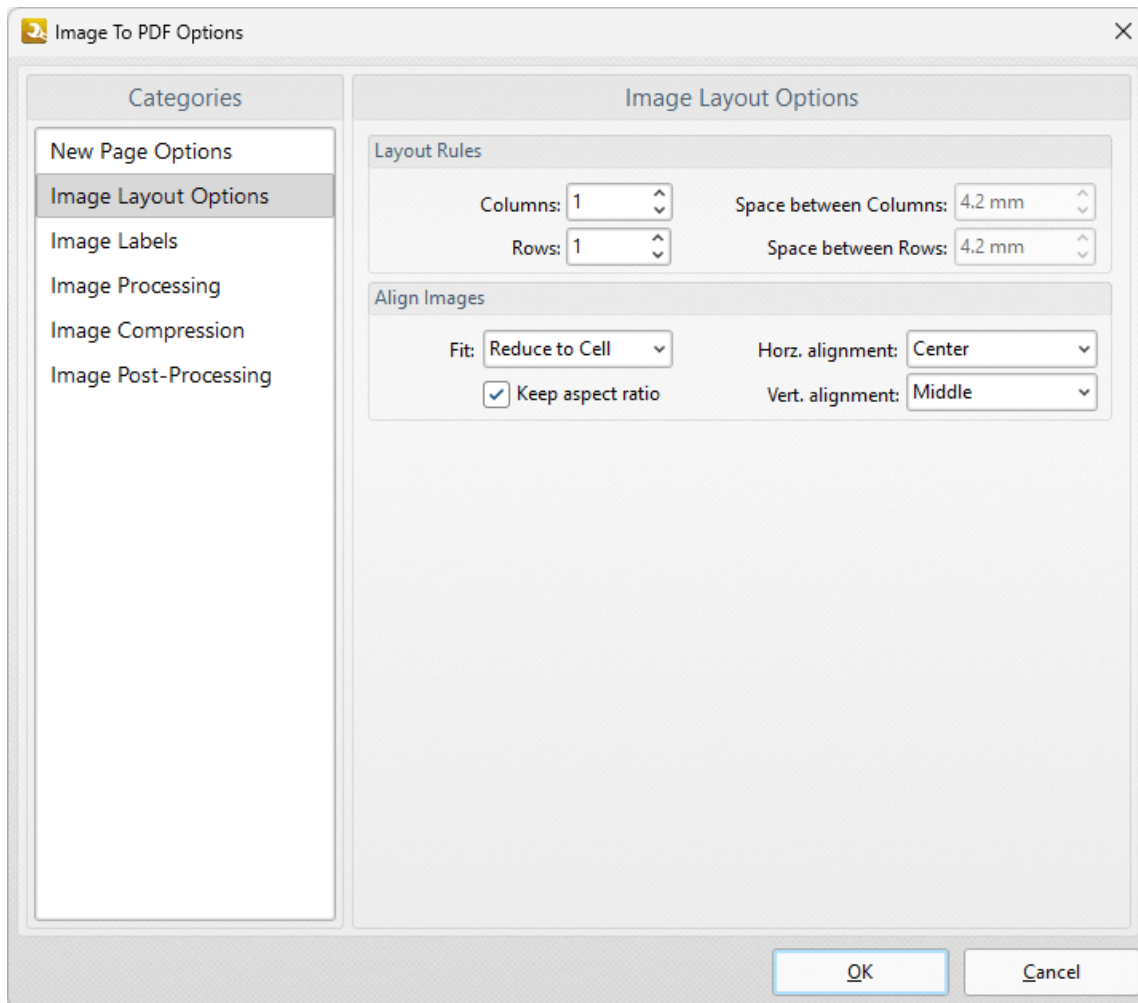 Image To PDF Options
Categories
New Page Options
Image Layout Options
Image Labels
Image Processing
Image Compression
Image Post-Processing
Image Layout Options
Layout Rules
Columns: 1 Space between Columns: 4.2 mm
Rows: 1 Space between Rows: 4.2 mm
Align Images
Fit: Reduce to Cell Horz. alignment: Center
Keep aspect ratio Vert. alignment: Middle
OK Cancel